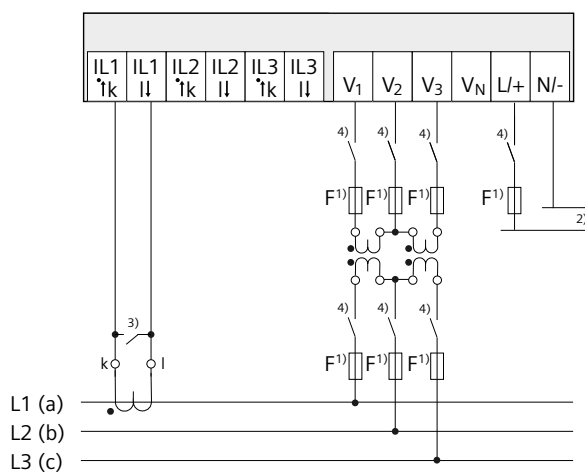 IL1 IL1 IL2 IL2 IL3 IL3
k l k l k l
V1 V2 V3 VN L/+ N/-
4) 4) 4) 4)
F1) F1) F1) F1)
2)
3)
4) 4) 4)
k l
F1) F1) F1)
L1 (a)
L2 (b)
L3 (c)